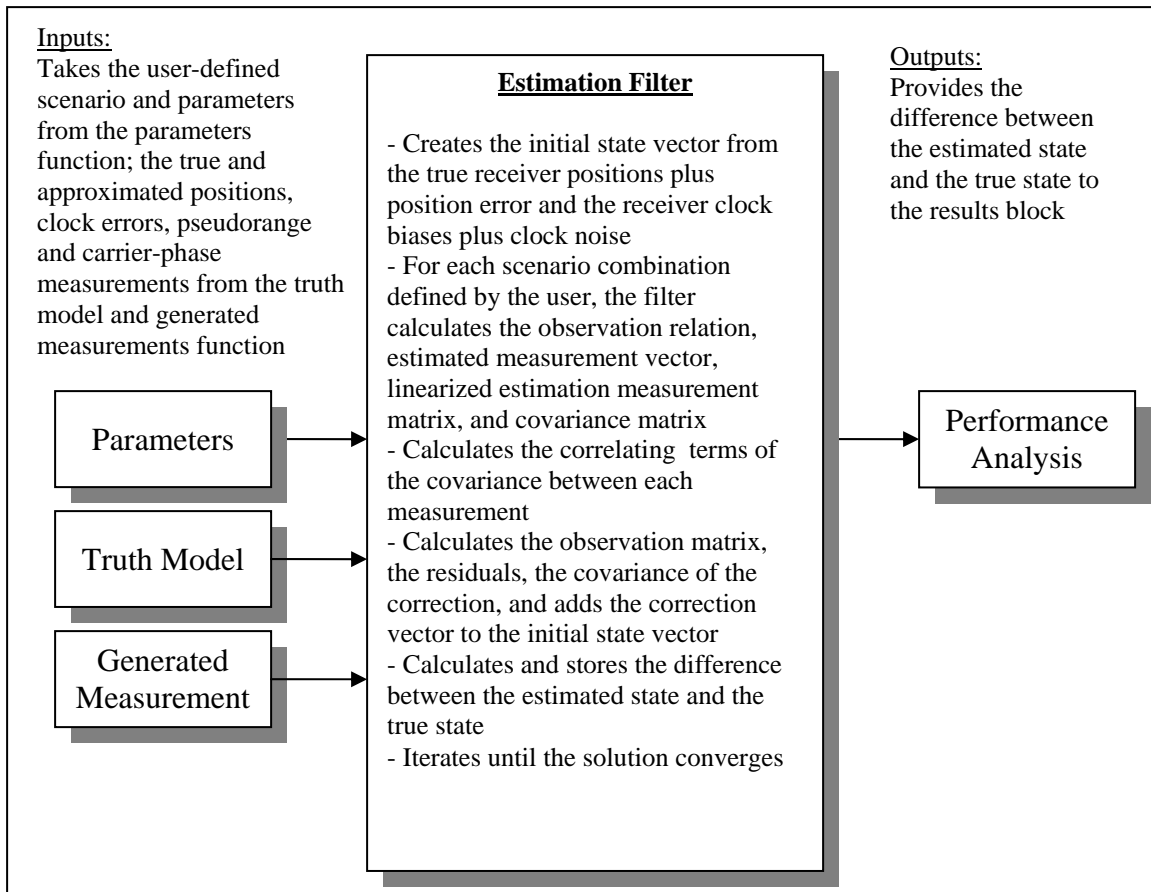 Inputs:
Takes the user-defined
scenario and parameters
from the parameters
function; the true and
approximated positions,
clock errors, pseudorange
and carrier-phase
measurements from the truth
model and generated
measurements function
Parameters
Truth Model
Generated
Measurement
Estimation Filter
- Creates the initial state vector from
the true receiver positions plus
position error and the receiver clock
biases plus clock noise
- For each scenario combination
defined by the user, the filter
calculates the observation relation,
estimated measurement vector,
linearized estimation measurement
matrix, and covariance matrix
- Calculates the correlating  terms of
the covariance between each
measurement
- Calculates the observation matrix,
the residuals, the covariance of the
correction, and adds the correction
vector to the initial state vector
- Calculates and stores the difference
between the estimated state and the
true state
- Iterates until the solution converges
Outputs:
Provides the
difference between
the estimated state
and the true state to
the results block
Performance
Analysis